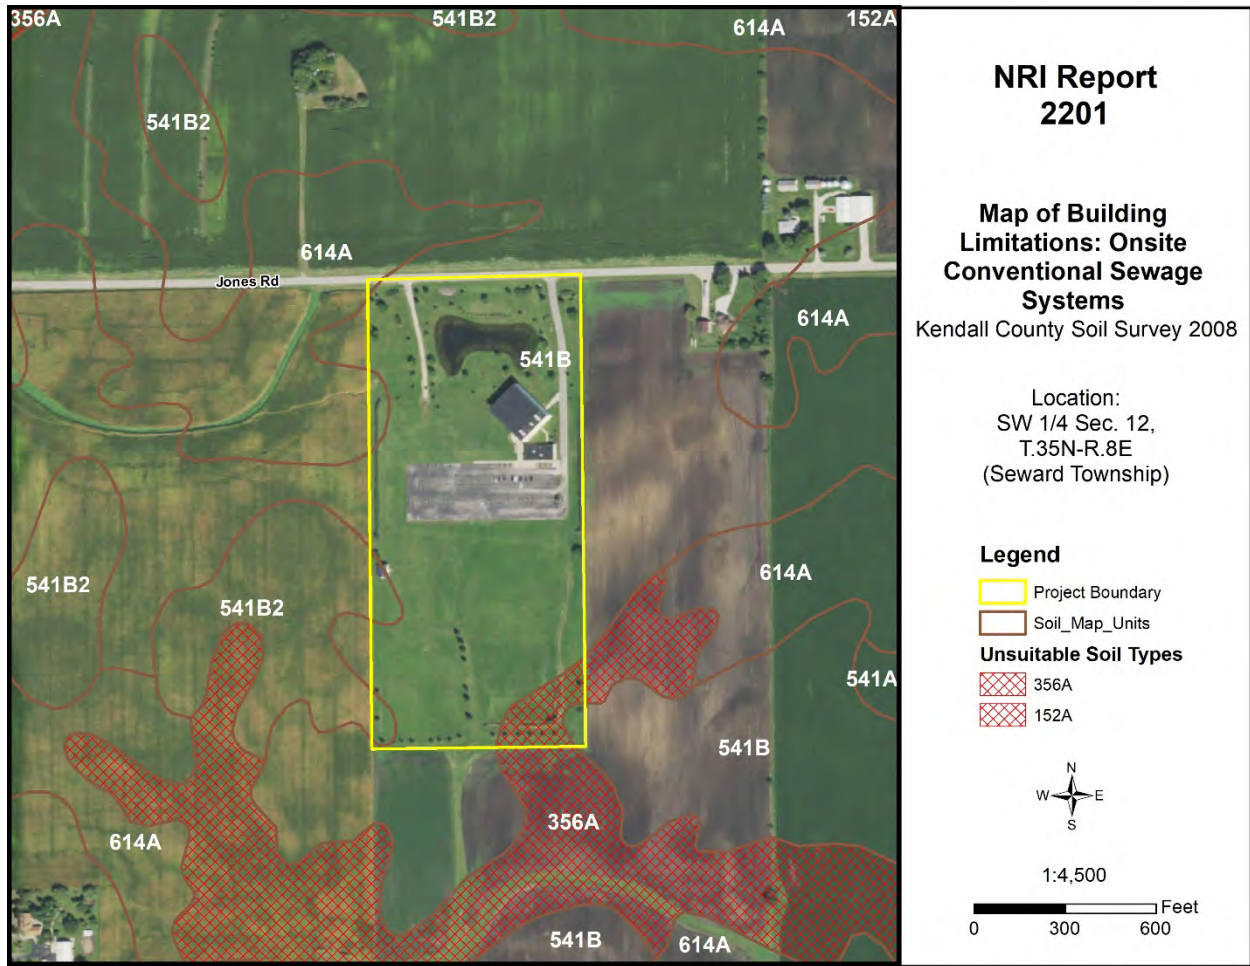 356A
541B2
614A
152A
541B2
614A
Jones Rd
614A
541B
614A
541B2
541B2
541A
541B
356A
614A
541B
614A
NRI Report
2201
Map of Building
Limitations: Onsite
Conventional Sewage
Systems
Kendall County Soil Survey 2008
Location:
SW 1/4 Sec. 12,
T.35N-R.8E
(Seward Township)
Legend
Project Boundary
Soil_Map_Units
Unsuitable Soil Types
356A
152A
N
W E
S
1:4,500
Feet
0 300 600